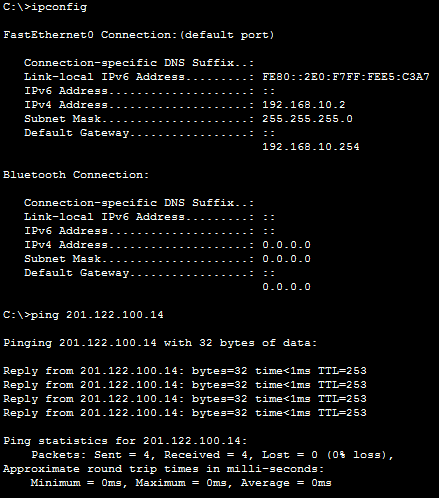 C:\>ipconfig
FastEthernet0 Connection:(default port)
Connection-specific DNS Suffix..:
Link-local IPv6 Address.........: FE80::2E0:F7FF:FEE5:C3A7
IPv6 Address....................: ::
IPv4 Address....................: 192.168.10.2
Subnet Mask.....................: 255.255.255.0
Default Gateway.................: ::
192.168.10.254
Bluetooth Connection:
Connection-specific DNS Suffix..:
Link-local IPv6 Address.........: ::
IPv6 Address....................: ::
IPv4 Address....................: 0.0.0.0
Subnet Mask.....................: 0.0.0.0
Default Gateway.................: ::
0.0.0.0
C:\>ping 201.122.100.14
Pinging 201.122.100.14 with 32 bytes of data:
Reply from 201.122.100.14: bytes=32 time<1ms TTL=253
Reply from 201.122.100.14: bytes=32 time<1ms TTL=253
Reply from 201.122.100.14: bytes=32 time<1ms TTL=253
Reply from 201.122.100.14: bytes=32 time<1ms TTL=253
Ping statistics for 201.122.100.14:
Packets: Sent = 4, Received = 4, Lost = 0 (0% loss),
Approximate round trip times in milli-seconds:
Minimum = 0ms, Maximum = 0ms, Average = 0ms